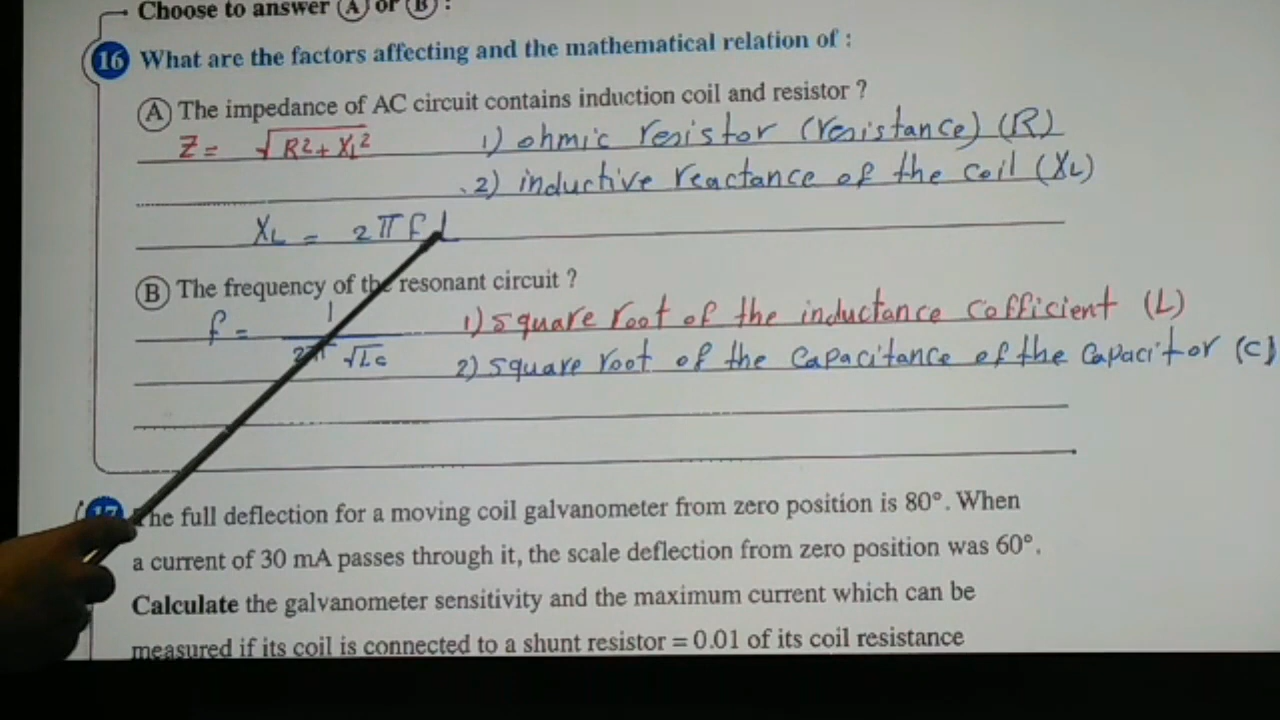 Choose to answer (A) or (B) :
16 What are the factors affecting and the mathematical relation of :
(A) The impedance of AC circuit contains induction coil and resistor ?
Z = √R² + XL² 1) ohmic resistor (resistance) (R)
2) inductive reactance of the coil (XL)
XL = 2πfL
(B) The frequency of the resonant circuit ?
f = 1 / 2π √Lc 1) square root of the inductance cofficient (L)
2) square root of the capacitance of the capacitor (C)
17 The full deflection for a moving coil galvanometer from zero position is 80°. When
a current of 30 mA passes through it, the scale deflection from zero position was 60°.
Calculate the galvanometer sensitivity and the maximum current which can be
measured if its coil is connected to a shunt resistor = 0.01 of its coil resistance